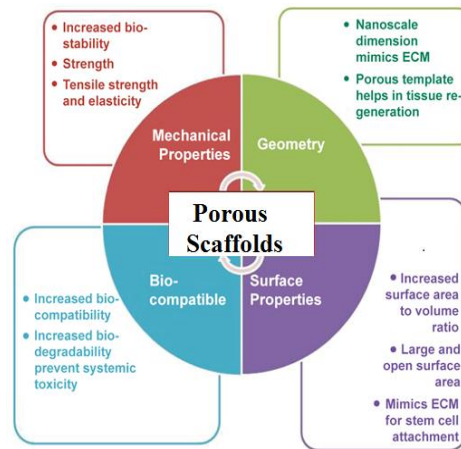 • Increased bio-
stability
• Strength
• Tensile strength
and elasticity
• Nanoscale
dimension
mimics ECM
• Porous template
helps in tissue re-
generation
Mechanical
Properties
Geometry
Porous
Scaffolds
Bio-
compatible
Surface
Properties
• Increased bio-
compatibility
• Increased bio-
degradability
prevent systemic
toxicity
.
• Increased
surface area
to volume
ratio
• Large and
open surface
area
• Mimics ECM
for stem cell
attachment